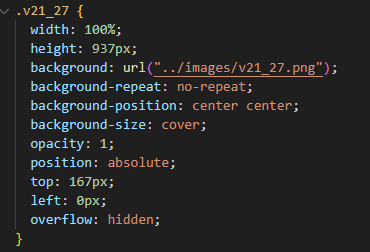 .v21_27 {
width: 100%;
height: 937px;
background: url("../images/v21_27.png");
background-repeat: no-repeat;
background-position: center center;
background-size: cover;
opacity: 1;
position: absolute;
top: 167px;
left: 0px;
overflow: hidden;
}